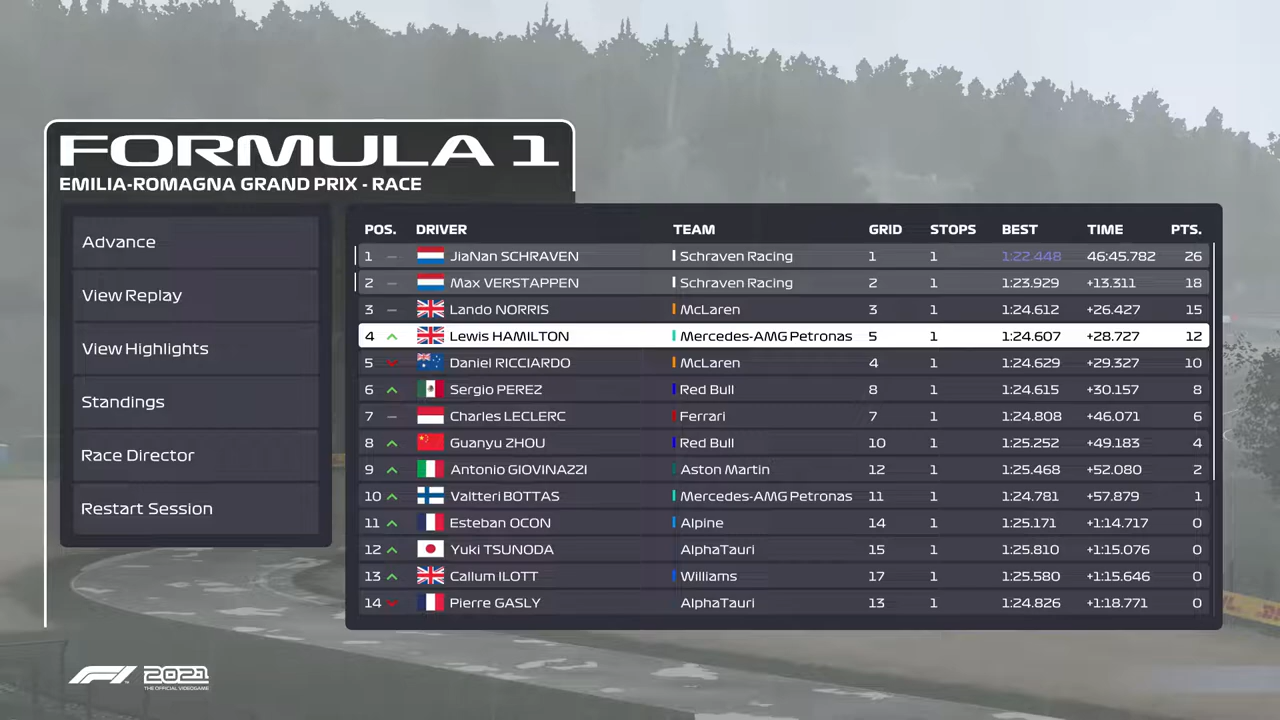 FORMULA 1
EMILIA-ROMAGNA GRAND PRIX - RACE
Advance
View Replay
View Highlights
Standings
Race Director
Restart Session
POS. DRIVER TEAM GRID STOPS BEST TIME PTS.
1 JiaNan SCHRAVEN Schraven Racing 1 1 1:22.448 46:45.782 26
2 Max VERSTAPPEN Schraven Racing 2 1 1:23.929 +13.311 18
3 Lando NORRIS McLaren 3 1 1:24.612 +26.427 15
4 Lewis HAMILTON Mercedes-AMG Petronas 5 1 1:24.607 +28.727 12
5 Daniel RICCIARDO McLaren 4 1 1:24.629 +29.327 10
6 Sergio PEREZ Red Bull 8 1 1:24.615 +30.157 8
7 Charles LECLERC Ferrari 7 1 1:24.808 +46.071 6
8 Guanyu ZHOU Red Bull 10 1 1:25.252 +49.183 4
9 Antonio GIOVINAZZI Aston Martin 12 1 1:25.468 +52.080 2
10 Valtteri BOTTAS Mercedes-AMG Petronas 11 1 1:24.781 +57.879 1
11 Esteban OCON Alpine 14 1 1:25.171 +1:14.717 0
12 Yuki TSUNODA AlphaTauri 15 1 1:25.810 +1:15.076 0
13 Callum ILOTT Williams 17 1 1:25.580 +1:15.646 0
14 Pierre GASLY AlphaTauri 13 1 1:24.826 +1:18.771 0
F1 2021
THE OFFICIAL VIDEOGAME